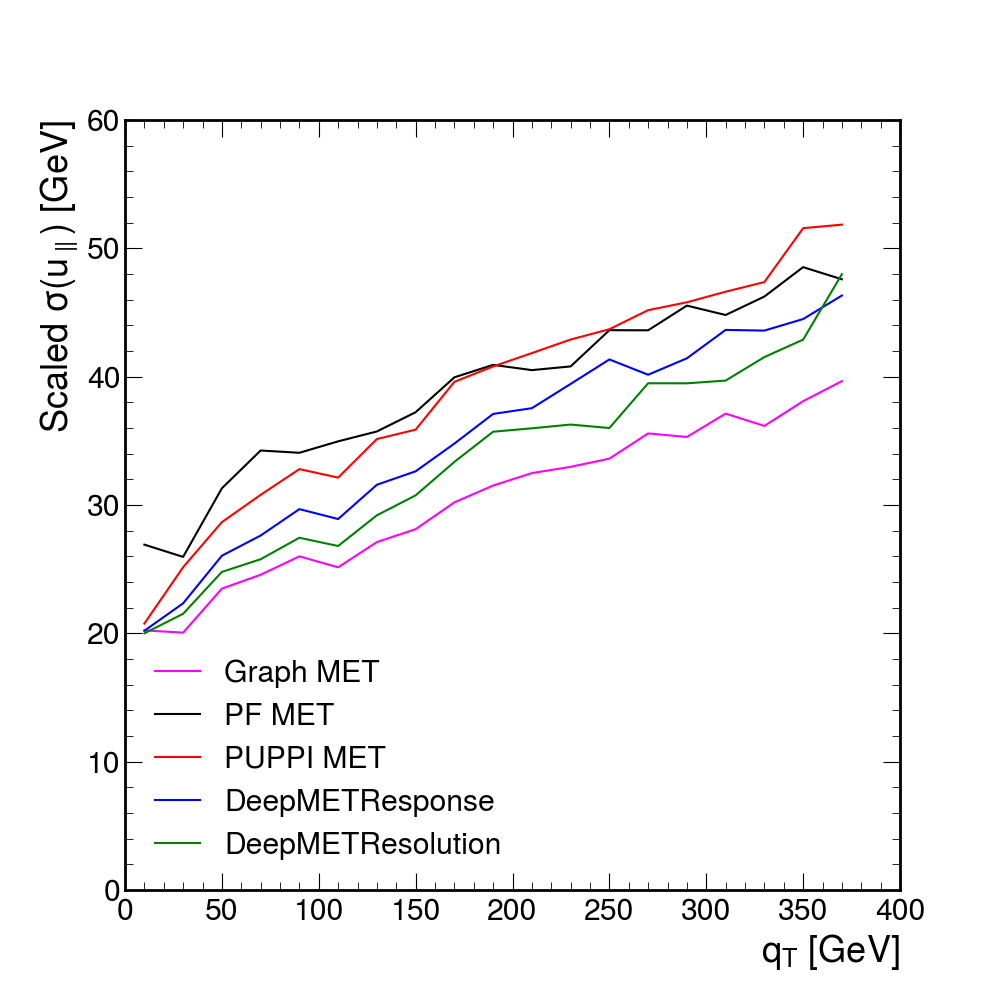 Scaled σ(u∥) [GeV]
60
50
40
30
20
10
0
Graph MET
PF MET
PUPPI MET
DeepMETResponse
DeepMETResolution
0 50 100 150 200 250 300 350 400
qT [GeV]